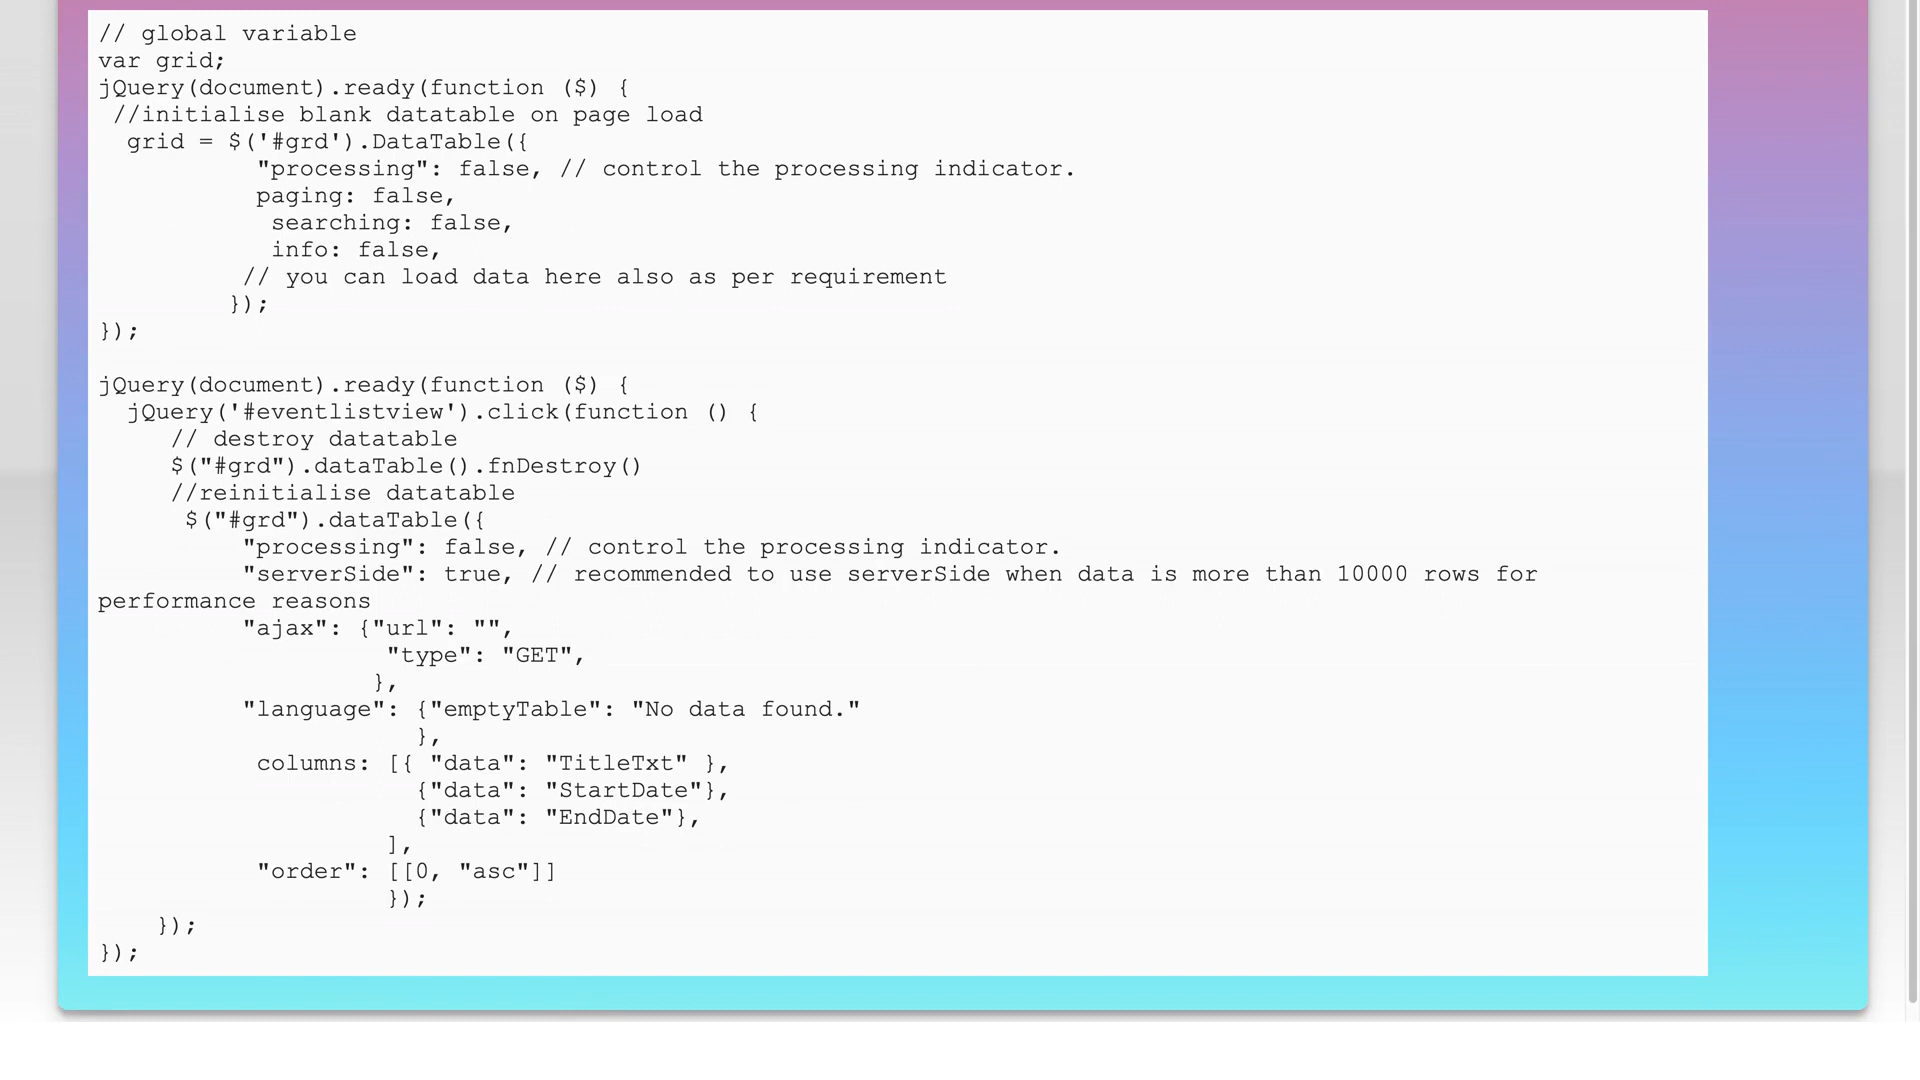 // global variable
var grid;
jQuery(document).ready(function ($) {
//initialise blank datatable on page load
grid = $('#grd').DataTable({
"processing": false, // control the processing indicator.
paging: false,
searching: false,
info: false,
// you can load data here also as per requirement
});
});
jQuery(document).ready(function ($) {
jQuery('#eventlistview').click(function () {
// destroy datatable
$("#grd").dataTable().fnDestroy()
//reinitialise datatable
$("#grd").dataTable({
"processing": false, // control the processing indicator.
"serverSide": true, // recommended to use serverSide when data is more than 10000 rows for
performance reasons
"ajax": {"url": "",
"type": "GET",
},
"language": {"emptyTable": "No data found."
},
columns: [{ "data": "TitleTxt" },
{"data": "StartDate"},
{"data": "EndDate"},
],
"order": [[0, "asc"]]
});
});
});